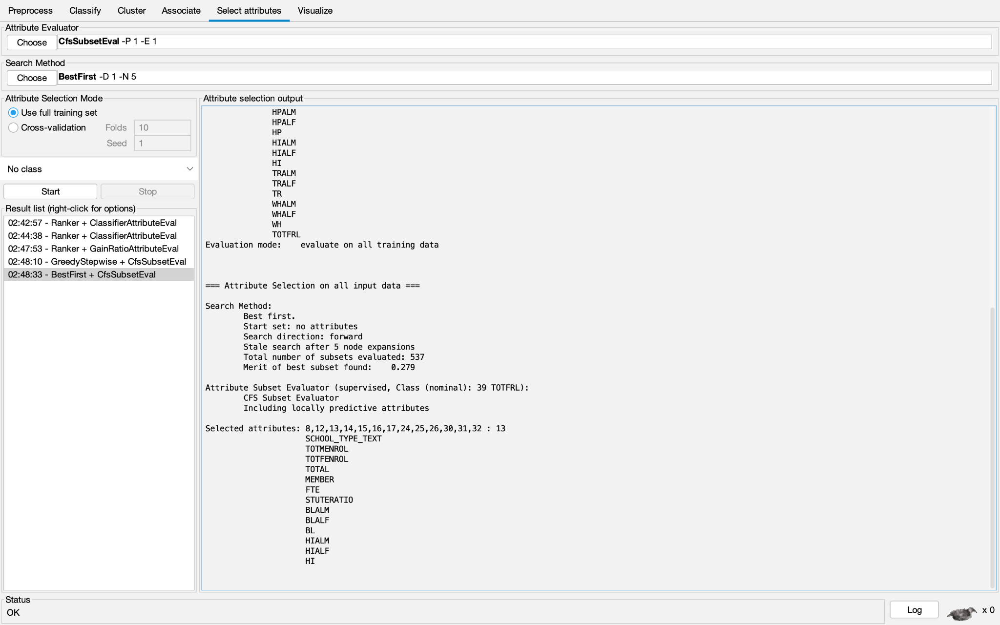 Preprocess Classify Cluster Associate Select attributes Visualize
Attribute Evaluator
Choose CfsSubsetEval -P 1 -E 1
Search Method
Choose BestFirst -D 1 -N 5
Attribute Selection Mode
Use full training set
Cross-validation Folds 10
Seed 1
No class
Start Stop
Result list (right-click for options)
02:42:57 - Ranker + ClassifierAttributeEval
02:44:38 - Ranker + ClassifierAttributeEval
02:47:53 - Ranker + GainRatioAttributeEval
02:48:10 - GreedyStepwise + CfsSubsetEval
02:48:33 - BestFirst + CfsSubsetEval
Attribute selection output
HPALM
HPALF
HP
HIALM
HIALF
HI
TRALM
TRALF
TR
WHALM
WHALF
WH
TOTFRL
Evaluation mode: evaluate on all training data
=== Attribute Selection on all input data ===
Search Method:
Best first.
Start set: no attributes
Search direction: forward
Stale search after 5 node expansions
Total number of subsets evaluated: 537
Merit of best subset found: 0.279
Attribute Subset Evaluator (supervised, Class (nominal): 39 TOTFRL):
CFS Subset Evaluator
Including locally predictive attributes
Selected attributes: 8,12,13,14,15,16,17,24,25,26,30,31,32 : 13
SCHOOL_TYPE_TEXT
TOTMENROL
TOTFENROL
TOTAL
MEMBER
FTE
STUTERATIO
BLALM
BLALF
BL
HIALM
HIALF
HI
Status
OK
Log x 0